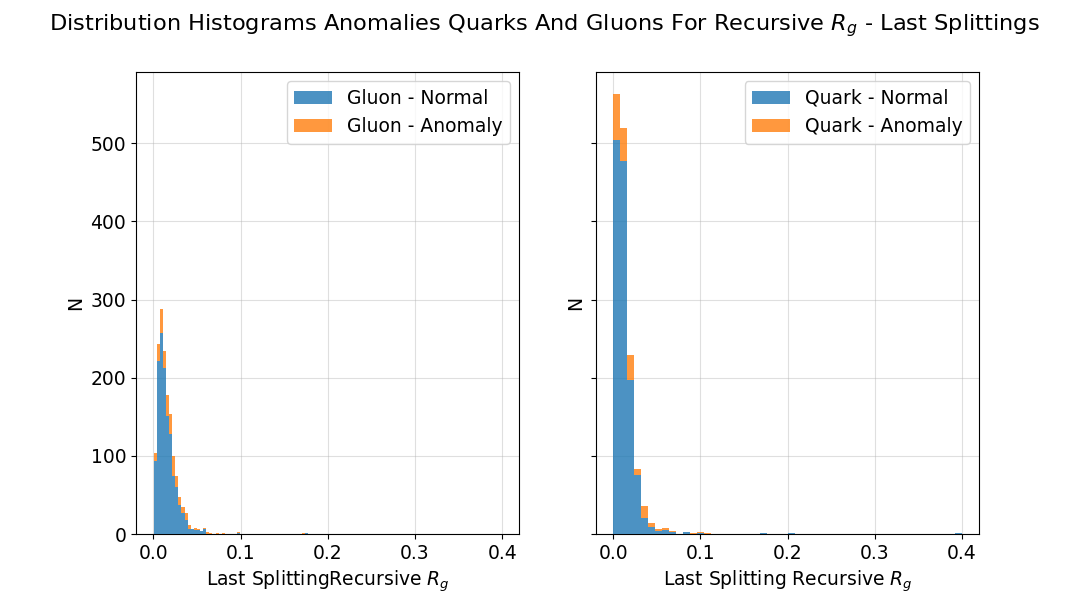 Distribution Histograms Anomalies Quarks And Gluons For Recursive R_g - Last Splittings
Gluon - Normal
Gluon - Anomaly
N
500
400
300
200
100
0
0.0 0.1 0.2 0.3 0.4
Last SplittingRecursive R_g
Quark - Normal
Quark - Anomaly
N
0.0 0.1 0.2 0.3 0.4
Last Splitting Recursive R_g